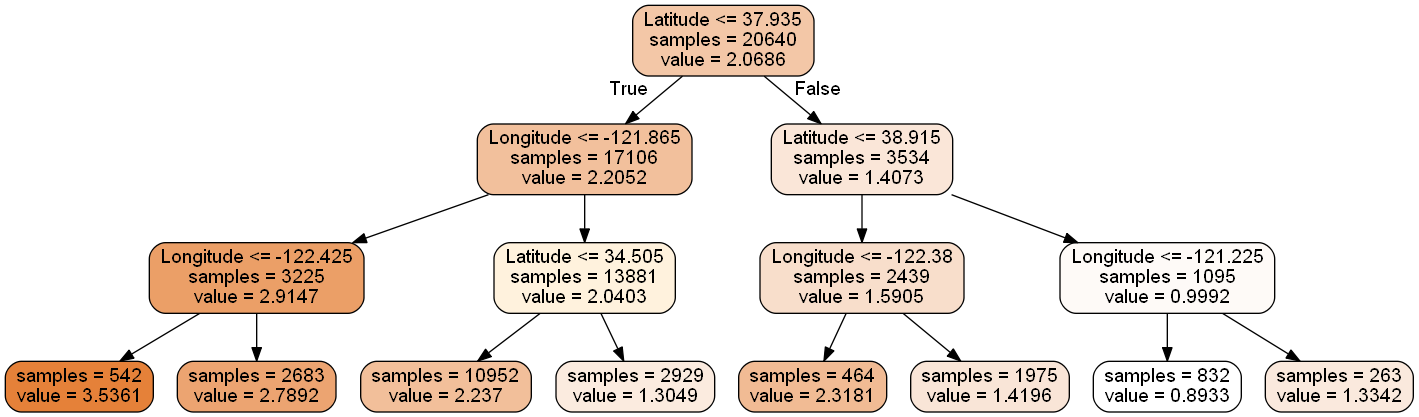 Latitude <= 37.935
samples = 20640
value = 2.0686
True
False
Longitude <= -121.865
samples = 17106
value = 2.2052
Latitude <= 38.915
samples = 3534
value = 1.4073
Longitude <= -122.425
samples = 3225
value = 2.9147
Latitude <= 34.505
samples = 13881
value = 2.0403
Longitude <= -122.38
samples = 2439
value = 1.5905
Longitude <= -121.225
samples = 1095
value = 0.9992
samples = 542
value = 3.5361
samples = 2683
value = 2.7892
samples = 10952
value = 2.237
samples = 2929
value = 1.3049
samples = 464
value = 2.3181
samples = 1975
value = 1.4196
samples = 832
value = 0.8933
samples = 263
value = 1.3342